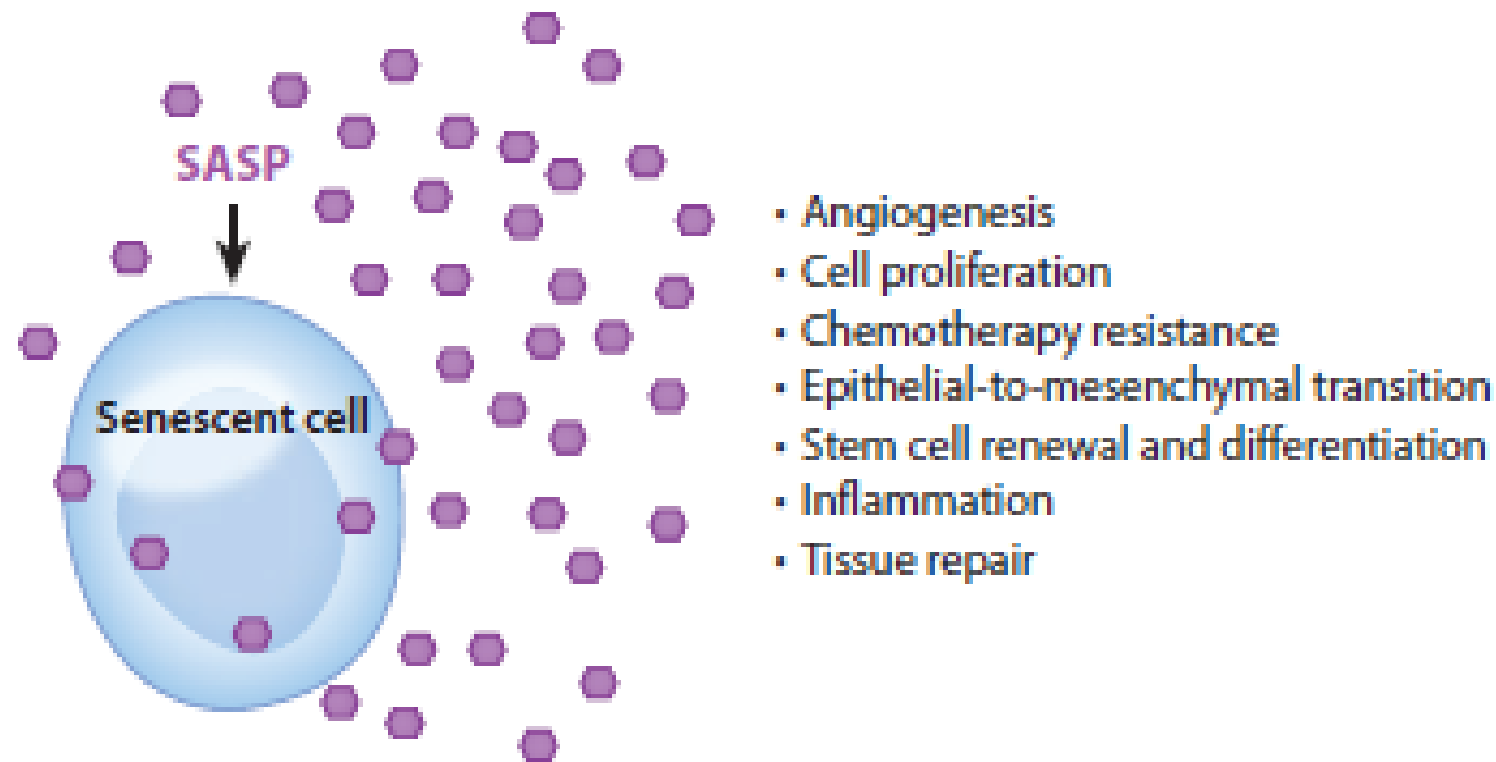 SASP
Senescent cell
• Angiogenesis
• Cell proliferation
• Chemotherapy resistance
• Epithelial-to-mesenchymal transition
• Stem cell renewal and differentiation
• Inflammation
• Tissue repair